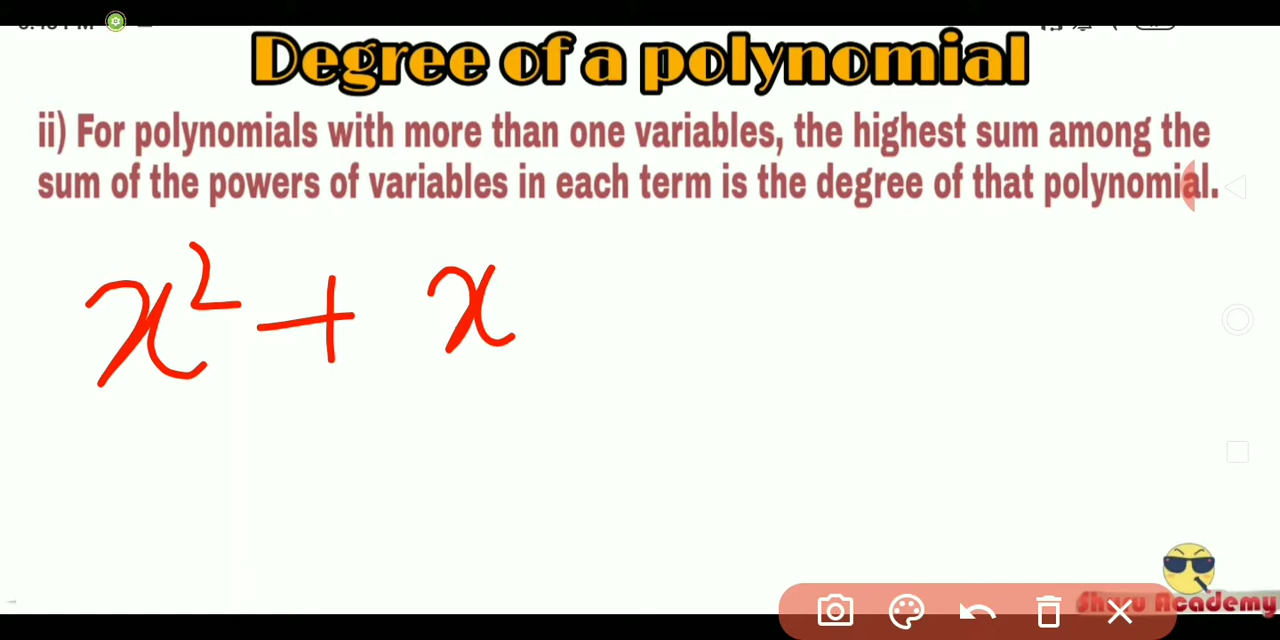 Degree of a polynomial
ii) For polynomials with more than one variables, the highest sum among the
sum of the powers of variables in each term is the degree of that polynomial.
x² + x
Academy